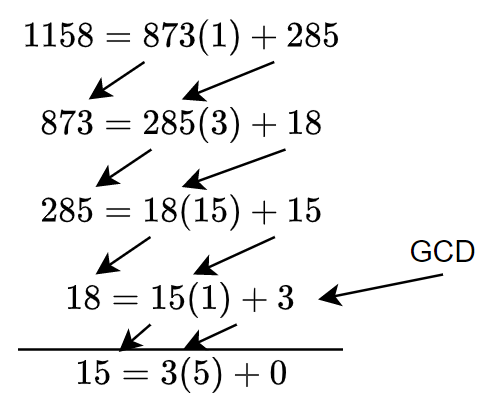 1158 = 873(1) + 285
873 = 285(3) + 18
285 = 18(15) + 15
GCD
18 = 15(1) + 3
15 = 3(5) + 0